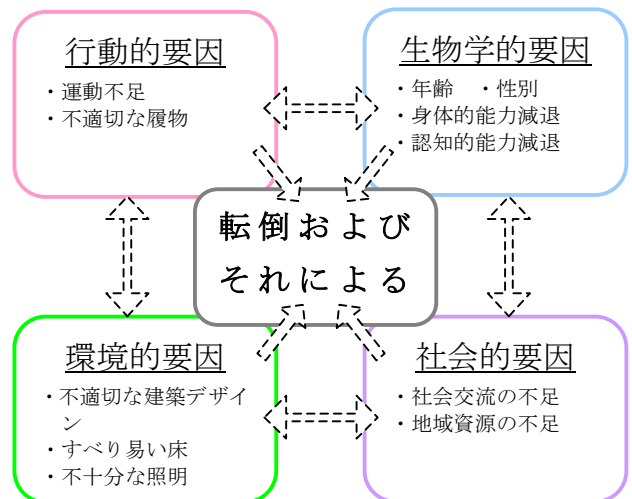 行動的要因
・運動不足
・不適切な履物
生物学的要因
・年齢　・性別
・身体的能力減退
・認知的能力減退
転倒および
それによる
環境的要因
・不適切な建築デザイ
ン
・すべり易い床
・不十分な照明
社会的要因
・社会交流の不足
・地域資源の不足